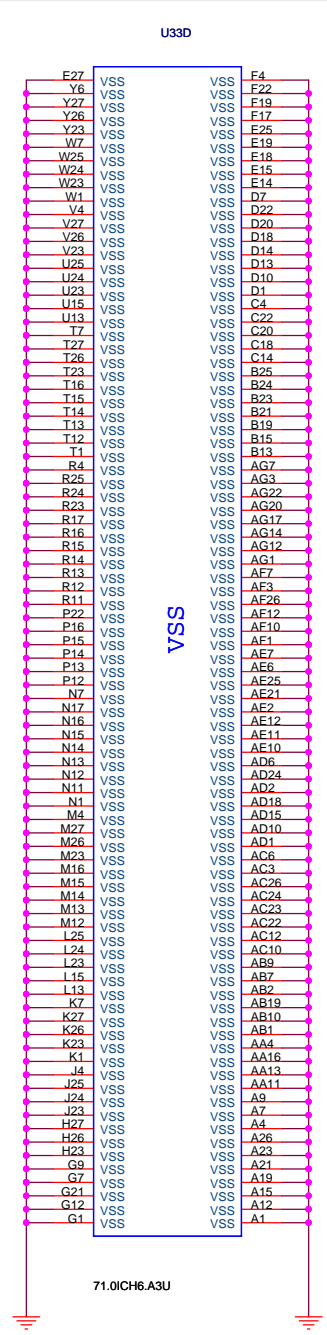 U33D
E27 VSS VSS F4
Y6 VSS VSS F22
Y27 VSS VSS F19
Y26 VSS VSS F17
Y23 VSS VSS E25
W7 VSS VSS E19
W25 VSS VSS E18
W24 VSS VSS E15
W23 VSS VSS E14
W1 VSS VSS D7
V4 VSS VSS D22
V27 VSS VSS D20
V26 VSS VSS D18
V23 VSS VSS D14
U25 VSS VSS D13
U24 VSS VSS D10
U23 VSS VSS D1
U15 VSS VSS C4
U13 VSS VSS C22
T7 VSS VSS C20
T27 VSS VSS C18
T26 VSS VSS C14
T23 VSS VSS B25
T16 VSS VSS B24
T15 VSS VSS B23
T14 VSS VSS B21
T13 VSS VSS B19
T12 VSS VSS B15
T1 VSS VSS B13
R4 VSS VSS AG7
R25 VSS VSS AG3
R24 VSS VSS AG22
R23 VSS VSS AG20
R17 VSS VSS AG17
R16 VSS VSS AG14
R15 VSS VSS AG12
R14 VSS VSS AG1
R13 VSS VSS AF7
R12 VSS VSS AF3
R11 VSS VSS AF26
P22 VSS VSS AF12
P16 VSS VSS AF10
P15 VSS VSS AF1
P14 VSS VSS AE7
P13 VSS VSS AE6
P12 VSS VSS AE25
N7 VSS VSS AE21
N17 VSS VSS AE2
N16 VSS VSS AE12
N15 VSS VSS AE11
N14 VSS VSS AE10
N13 VSS VSS AD6
N12 VSS VSS AD24
N11 VSS VSS AD2
N1 VSS VSS AD18
M4 VSS VSS AD15
M27 VSS VSS AD10
M26 VSS VSS AD1
M23 VSS VSS AC6
M16 VSS VSS AC3
M15 VSS VSS AC26
M14 VSS VSS AC24
M13 VSS VSS AC23
M12 VSS VSS AC22
L25 VSS VSS AC12
L24 VSS VSS AC10
L23 VSS VSS AB9
L15 VSS VSS AB7
L13 VSS VSS AB2
K7 VSS VSS AB19
K27 VSS VSS AB10
K26 VSS VSS AB1
K23 VSS VSS AA4
K1 VSS VSS AA16
J4 VSS VSS AA13
J25 VSS VSS AA11
J24 VSS VSS A9
J23 VSS VSS A7
H27 VSS VSS A4
H26 VSS VSS A26
H23 VSS VSS A23
G9 VSS VSS A21
G7 VSS VSS A19
G21 VSS VSS A15
G12 VSS VSS A12
G1 VSS VSS A1
VSS
71.0ICH6.A3U